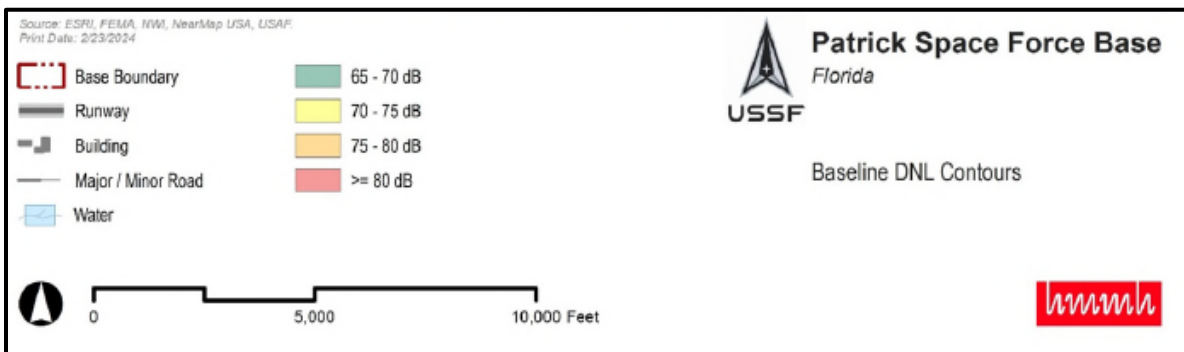 Source: ESRI, FEMA, NWI, NearMap USA, USAF.
Print Date: 2/23/2024
Base Boundary
Runway
Building
Major / Minor Road
Water
65 - 70 dB
70 - 75 dB
75 - 80 dB
>= 80 dB
0 5,000 10,000 Feet
USSF
Patrick Space Force Base
Florida
Baseline DNL Contours
hmmh